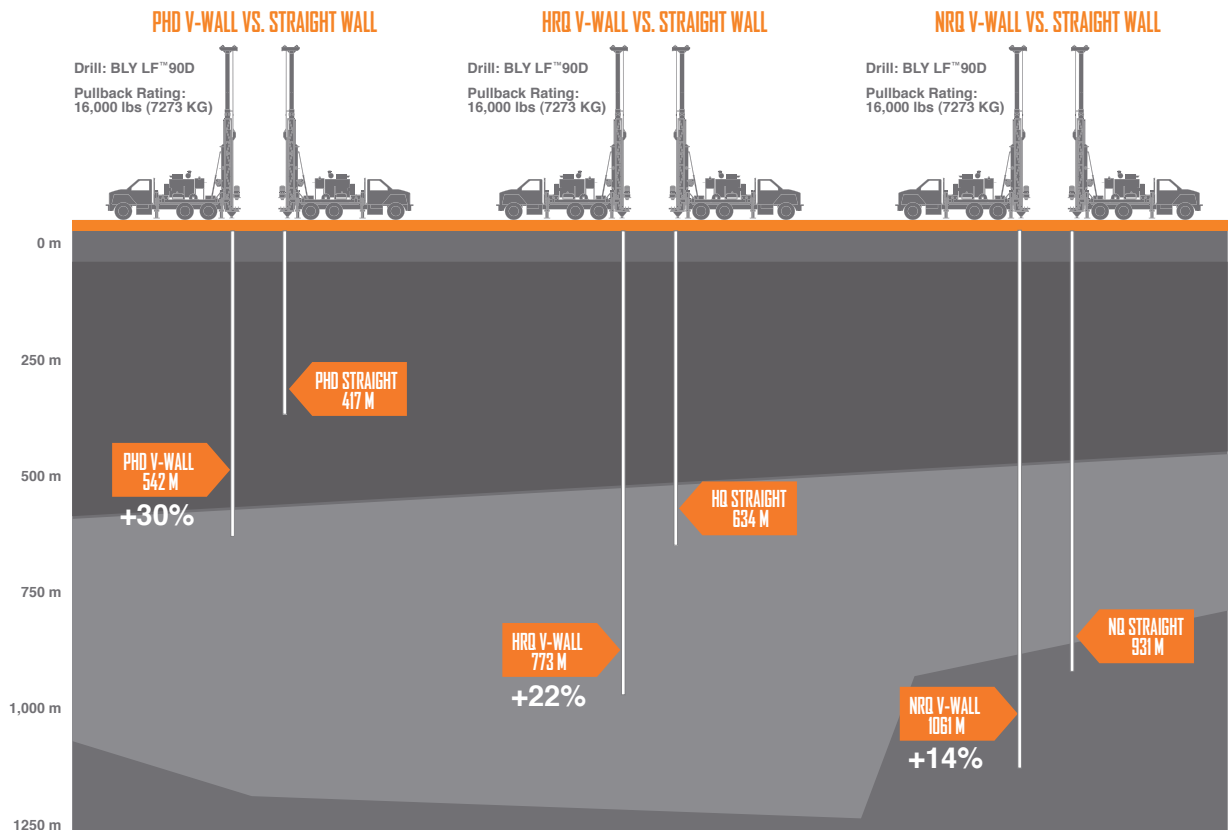 PHD V-WALL VS. STRAIGHT WALL
Drill: BLY LF™90D
Pullback Rating:
16,000 lbs (7273 KG)
HRQ V-WALL VS. STRAIGHT WALL
Drill: BLY LF™90D
Pullback Rating:
16,000 lbs (7273 KG)
NRQ V-WALL VS. STRAIGHT WALL
Drill: BLY LF™90D
Pullback Rating:
16,000 lbs (7273 KG)
0 m
250 m
500 m
750 m
1,000 m
1250 m
PHD STRAIGHT
417 M
PHD V-WALL
542 M
+30%
HQ STRAIGHT
634 M
HRQ V-WALL
773 M
+22%
NQ STRAIGHT
931 M
NRQ V-WALL
1061 M
+14%